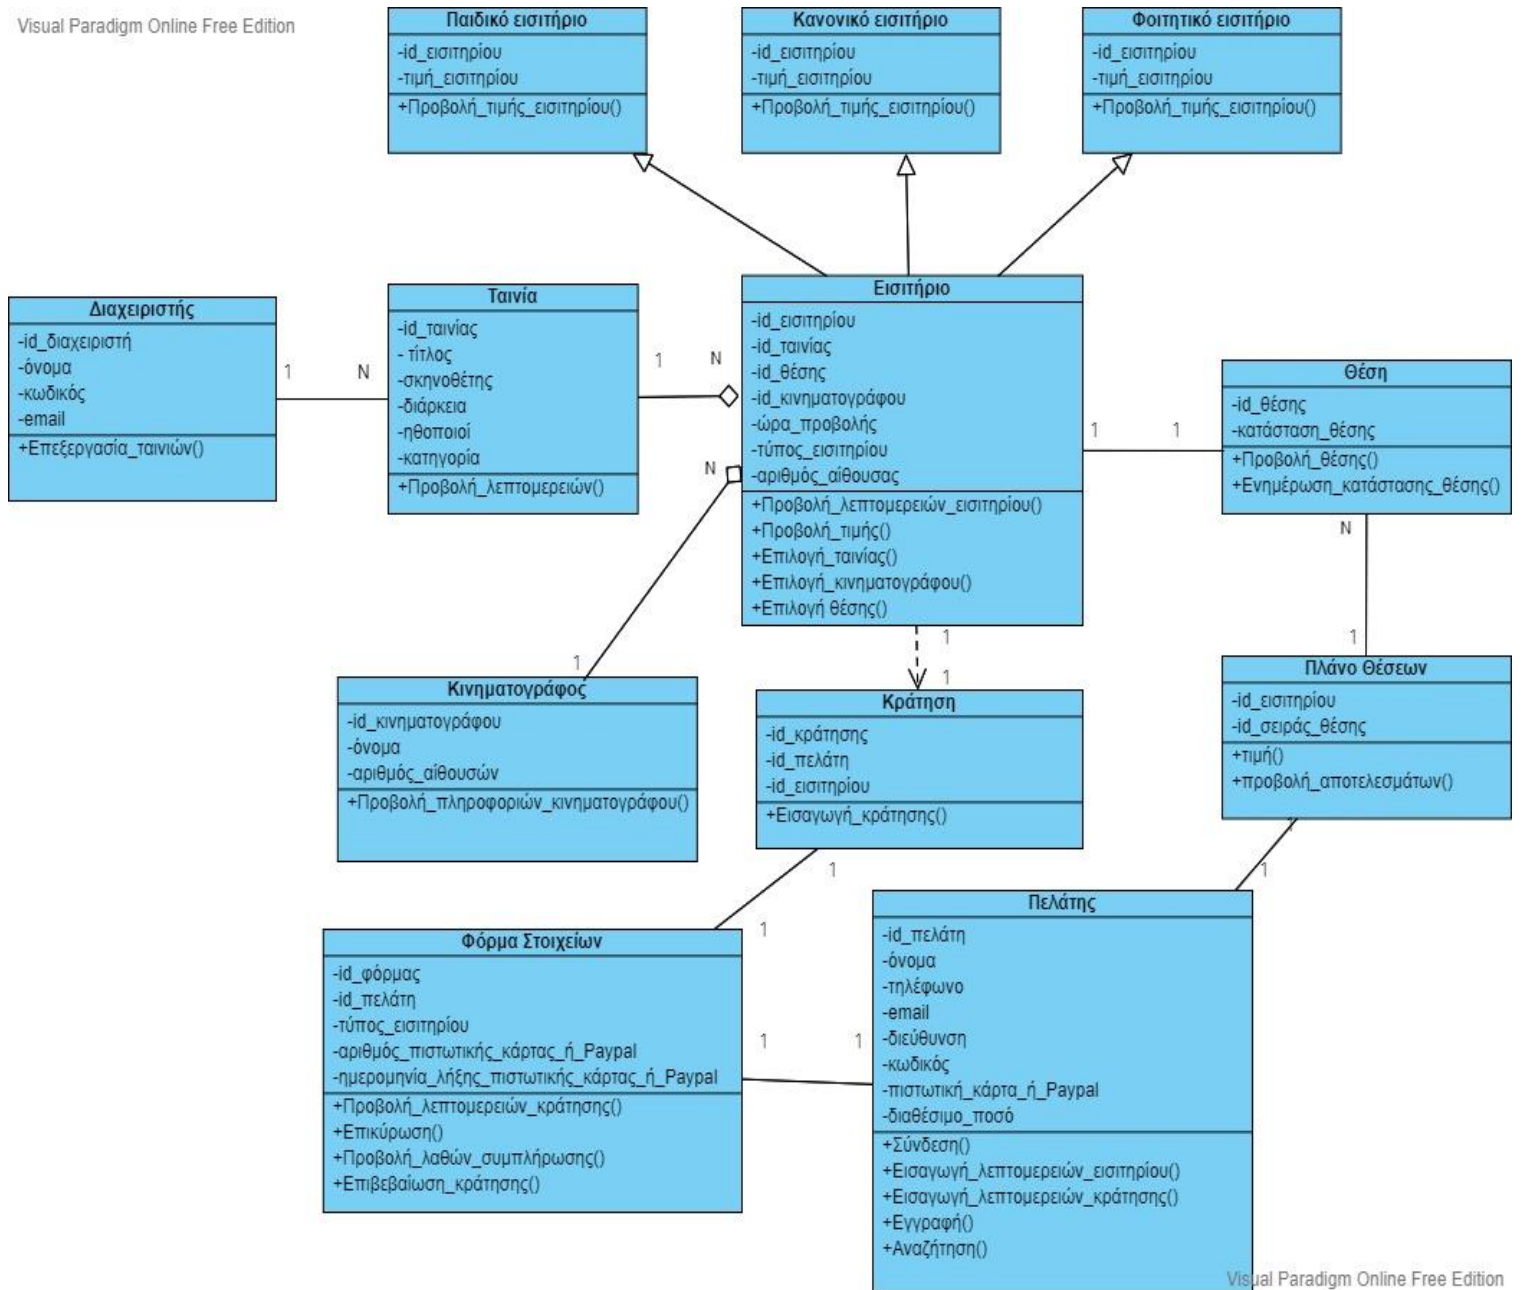 Visual Paradigm Online Free Edition
Παιδικό εισιτήριο
-id_εισιτηρίου
-τιμή_εισιτηρίου
+Προβολή_τιμής_εισιτηρίου()
Κανονικό εισιτήριο
-id_εισιτηρίου
-τιμή_εισιτηρίου
+Προβολή_τιμής_εισιτηρίου()
Φοιτητικό εισιτήριο
-id_εισιτηρίου
-τιμή_εισιτηρίου
+Προβολή_τιμής_εισιτηρίου()
Διαχειριστής
-id_διαχειριστή
-όνομα
-κωδικός
-email
+Επεξεργασία_ταινιών()
1
N
Ταινία
-id_ταινίας
- τίτλος
-σκηνοθέτης
-διάρκεια
-ηθοποιοί
-κατηγορία
+Προβολή_λεπτομερειών()
1
N
N
1
Εισιτήριο
-id_εισιτηρίου
-id_ταινίας
-id_θέσης
-id_κινηματογράφου
-ώρα_προβολής
-τύπος_εισιτηρίου
-αριθμός_αίθουσας
+Προβολή_λεπτομερειών_εισιτηρίου()
+Προβολή_τιμής()
+Επιλογή_ταινίας()
+Επιλογή_κινηματογράφου()
+Επιλογή θέσης()
1
1
Θέση
-id_θέσης
-κατάσταση_θέσης
+Προβολή_θέσης()
+Ενημέρωση_κατάστασης_θέσης()
N
1
1
1
Κινηματογράφος
-id_κινηματογράφου
-όνομα
-αριθμός_αίθουσών
+Προβολή_πληροφοριών_κινηματογράφου()
Κράτηση
-id_κράτησης
-id_πελάτη
-id_εισιτηρίου
+Εισαγωγή_κράτησης()
Πλάνο Θέσεων
-id_εισιτηρίου
-id_σειράς_θέσης
+τιμή()
+προβολή_αποτελεσμάτων()
1
1
1
1
Φόρμα Στοιχείων
-id_φόρμας
-id_πελάτη
-τύπος_εισιτηρίου
-αριθμός_πιστωτικής_κάρτας_ή_Paypal
-ημερομηνία_λήξης_πιστωτικής_κάρτας_ή_Paypal
+Προβολή_λεπτομερειών_κράτησης()
+Επικύρωση()
+Προβολή_λαθών_συμπλήρωσης()
+Επιβεβαίωση_κράτησης()
1
1
Πελάτης
-id_πελάτη
-όνομα
-τηλέφωνο
-email
-διεύθυνση
-κωδικός
-πιστωτική_κάρτα_ή_Paypal
-διαθέσιμο_ποσό
+Σύνδεση()
+Εισαγωγή_λεπτομερειών_εισιτηρίου()
+Εισαγωγή_λεπτομερειών_κράτησης()
+Εγγραφή()
+Αναζήτηση()
Visual Paradigm Online Free Edition